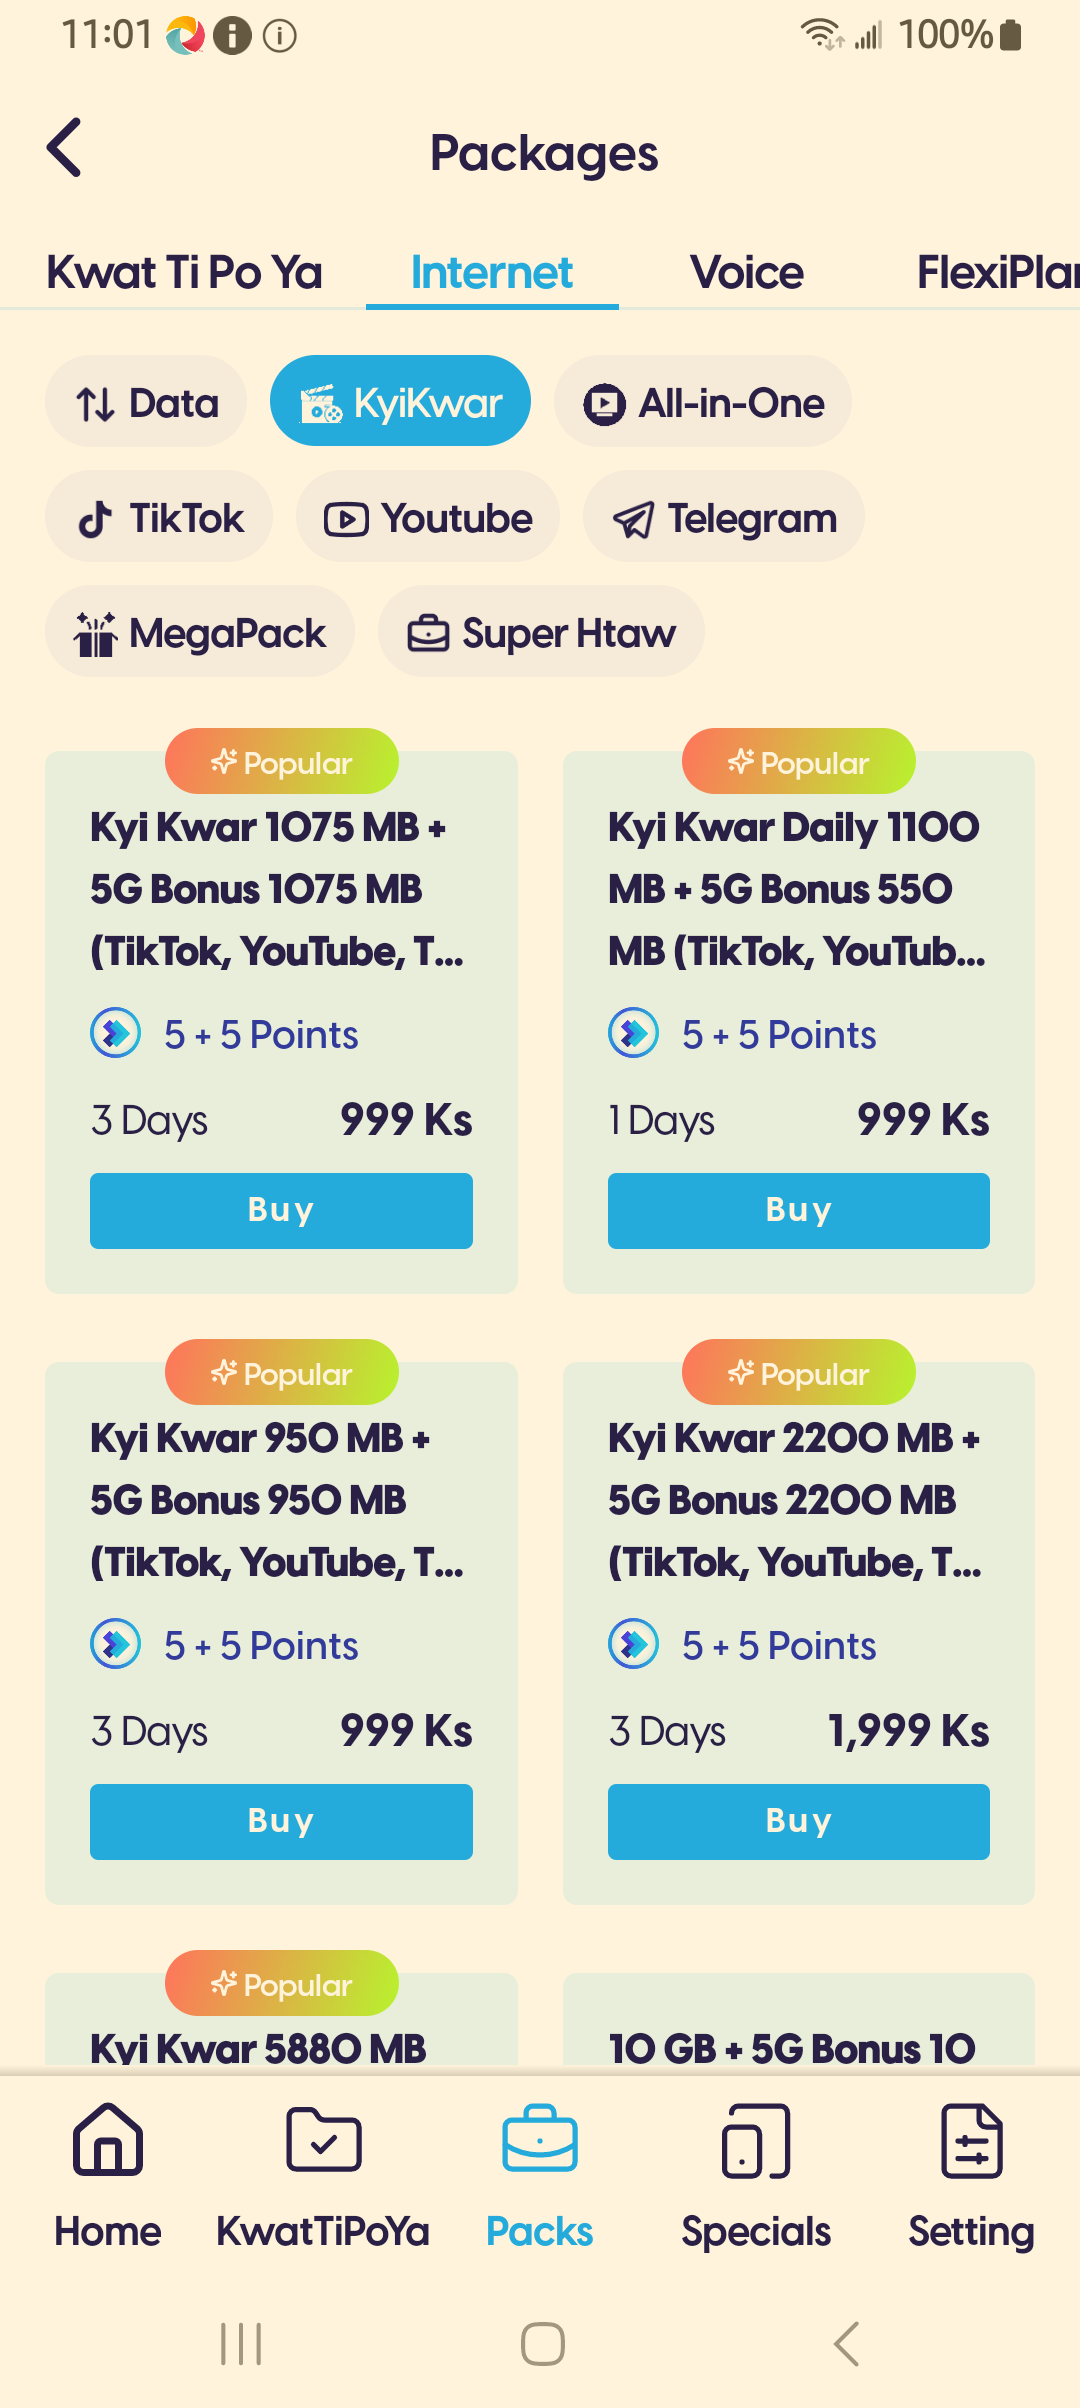 11:01
100%
Packages
Kwat Ti Po Ya
Internet
Voice
FlexiPlan
Data
KyiKwar
All-in-One
TikTok
Youtube
Telegram
MegaPack
Super Htaw
Popular
Kyi Kwar 1075 MB +
5G Bonus 1075 MB
(TikTok, YouTube, T...
5 + 5 Points
3 Days
999 Ks
Buy
Popular
Kyi Kwar Daily 1100
MB + 5G Bonus 550
MB (TikTok, YouTub...
5 + 5 Points
1 Days
999 Ks
Buy
Popular
Kyi Kwar 950 MB +
5G Bonus 950 MB
(TikTok, YouTube, T...
5 + 5 Points
3 Days
999 Ks
Buy
Popular
Kyi Kwar 2200 MB +
5G Bonus 2200 MB
(TikTok, YouTube, T...
5 + 5 Points
3 Days
1,999 Ks
Buy
Popular
Kyi Kwar 5880 MB
10 GB + 5G Bonus 10
Home
KwatTiPoYa
Packs
Specials
Setting